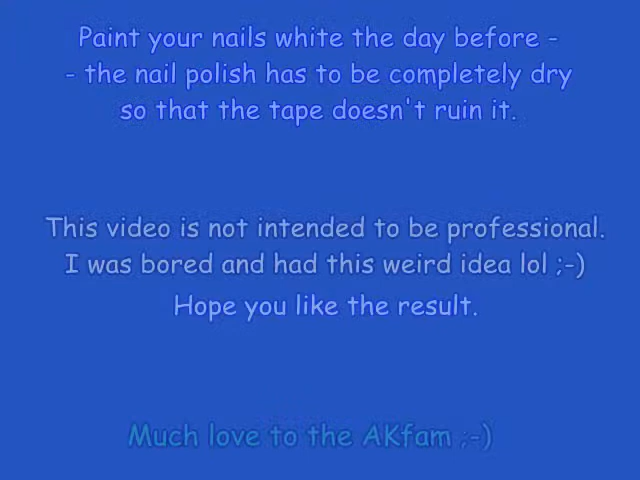 Paint your nails white the day before -
- the nail polish has to be completely dry
so that the tape doesn't ruin it.
This video is not intended to be professional.
I was bored and had this weird idea lol ;-)
Hope you like the result.
Much love to the AKfam ;-)